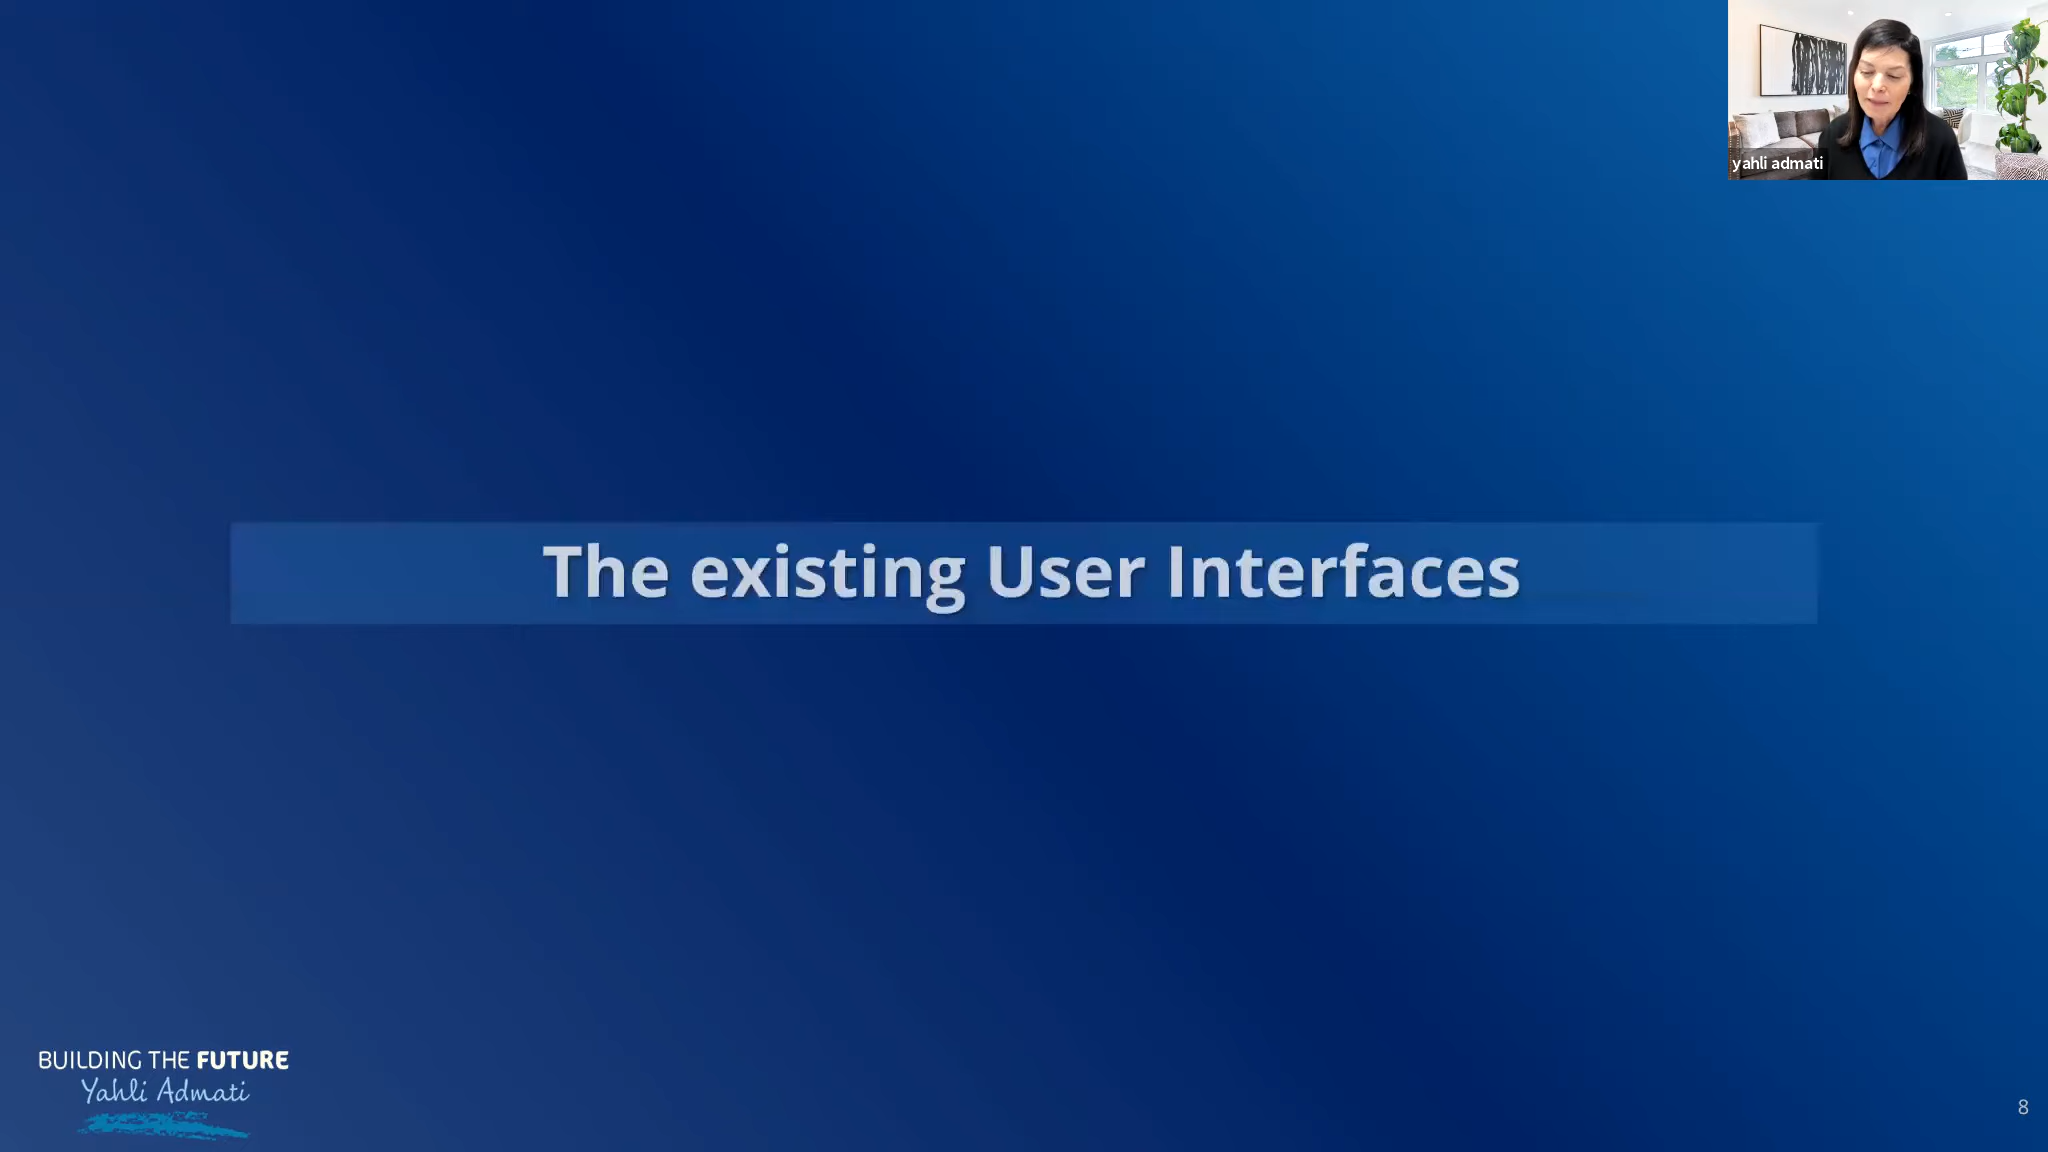 yahli admati
The existing User Interfaces
BUILDING THE FUTURE
Yahli Admati
8